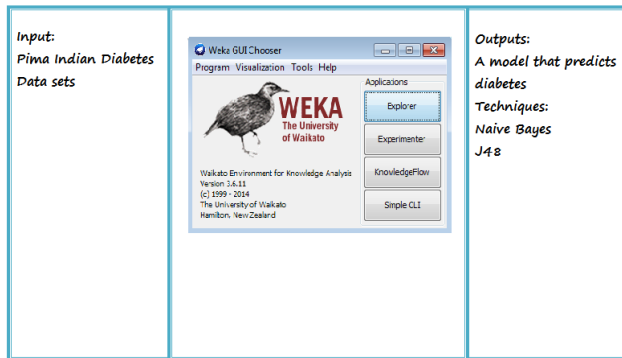 Input:
Pima Indian Diabetes
Data sets
Weka GUI Chooser
Program Visualization Tools Help
Applications
WEKA
The University
of Waikato
Explorer
Experimenter
KnowledgeFlow
Simple CLI
Waikato Environment for Knowledge Analysis
Version 3.6.11
(c) 1999 - 2014
The University of Waikato
Hamilton, New Zealand
Outputs:
A model that predicts
diabetes
Techniques:
Naive Bayes
J48